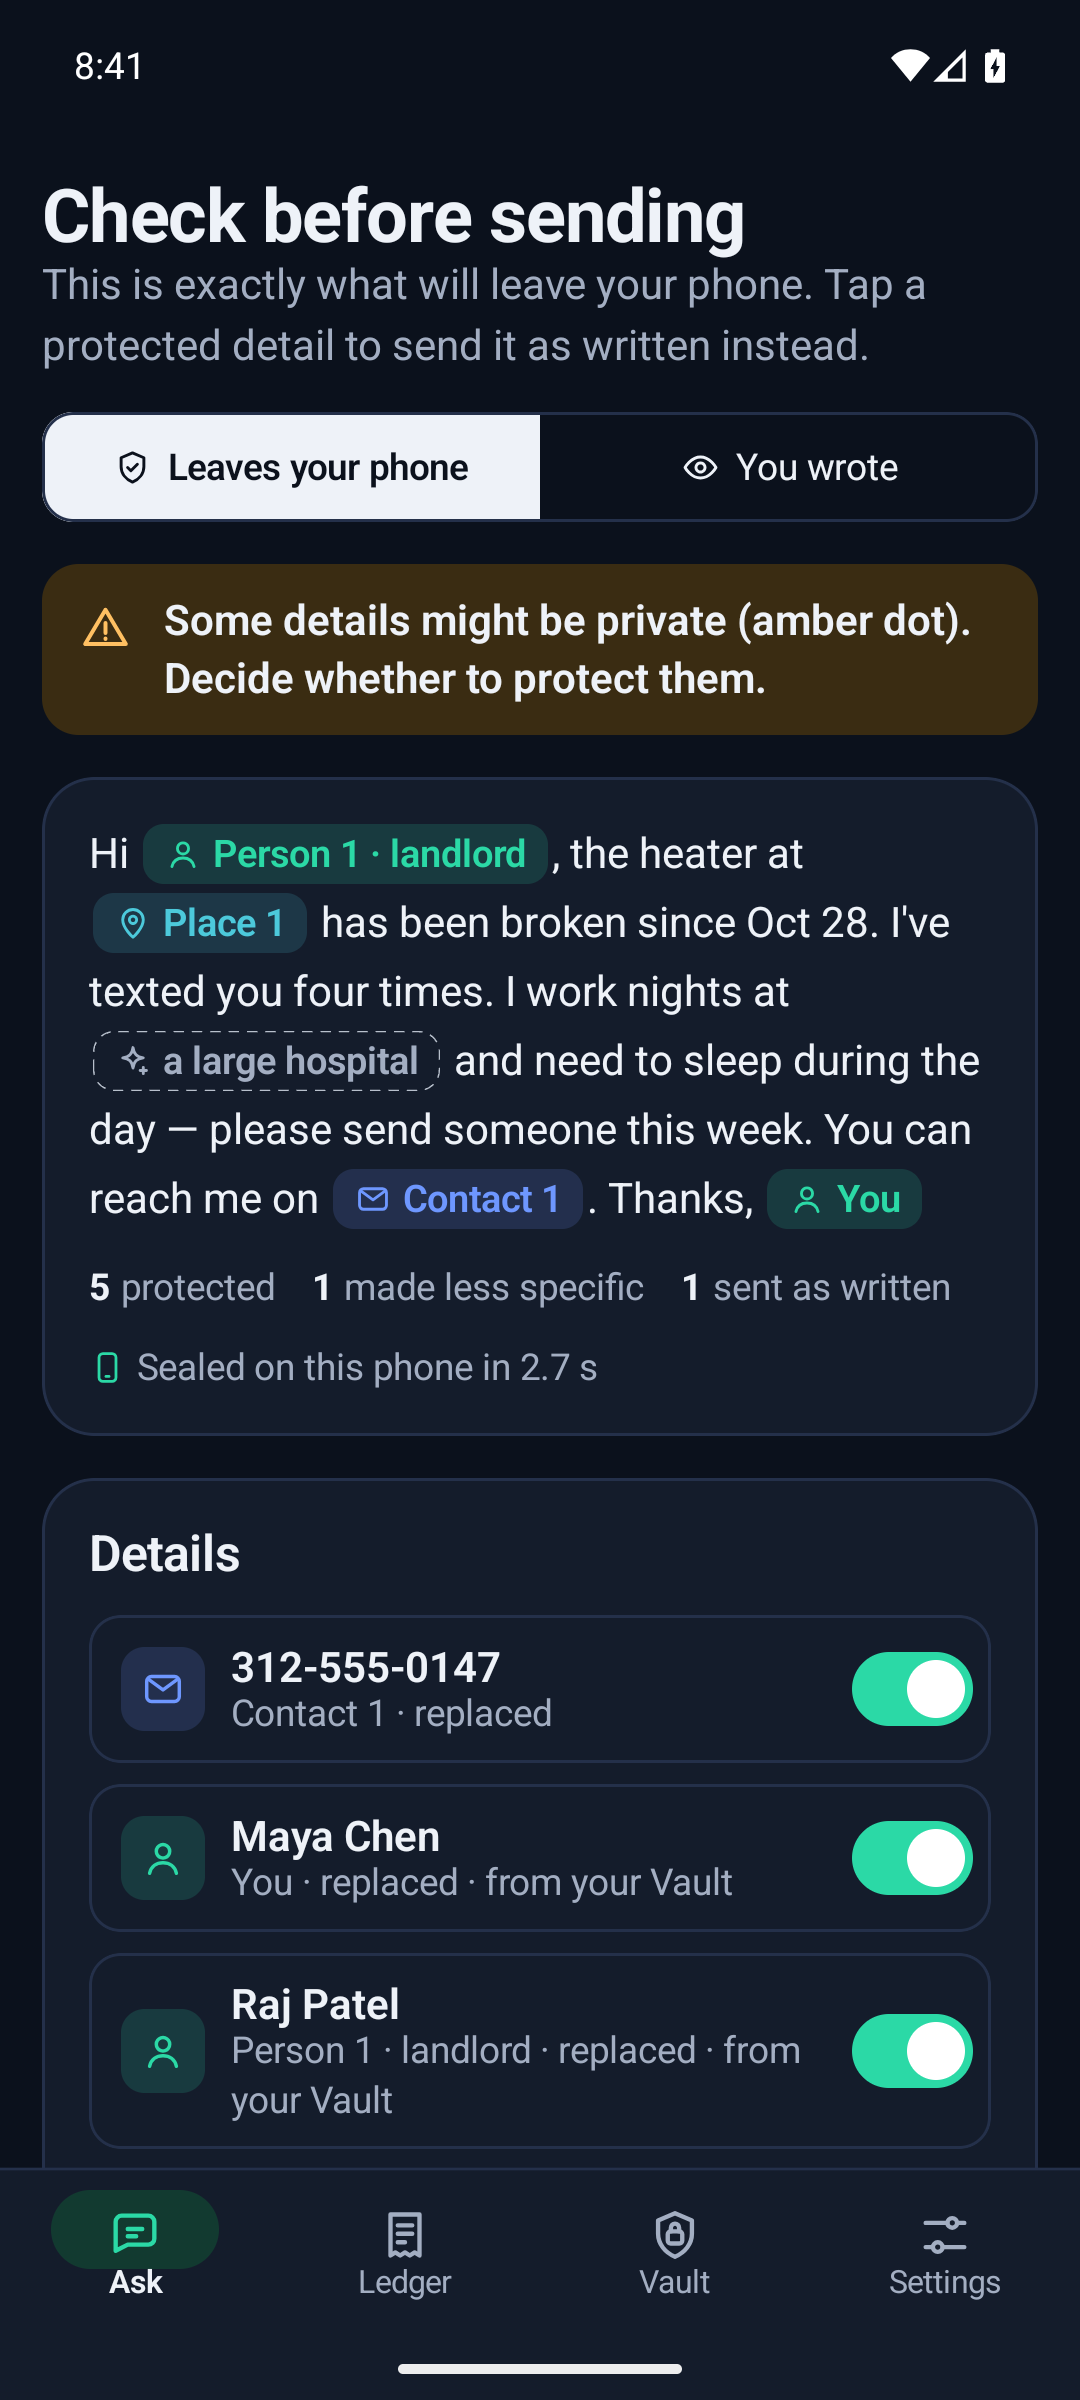 8:41
Check before sending
This is exactly what will leave your phone. Tap a
protected detail to send it as written instead.
Leaves your phone
You wrote
Some details might be private (amber dot).
Decide whether to protect them.
Hi Person 1 · landlord, the heater at
Place 1 has been broken since Oct 28. I've
texted you four times. I work nights at
a large hospital and need to sleep during the
day — please send someone this week. You can
reach me on Contact 1. Thanks, You
5 protected 1 made less specific 1 sent as written
Sealed on this phone in 2.7 s
Details
312-555-0147
Contact 1 · replaced
Maya Chen
You · replaced · from your Vault
Raj Patel
Person 1 · landlord · replaced · from
your Vault
Ask
Ledger
Vault
Settings